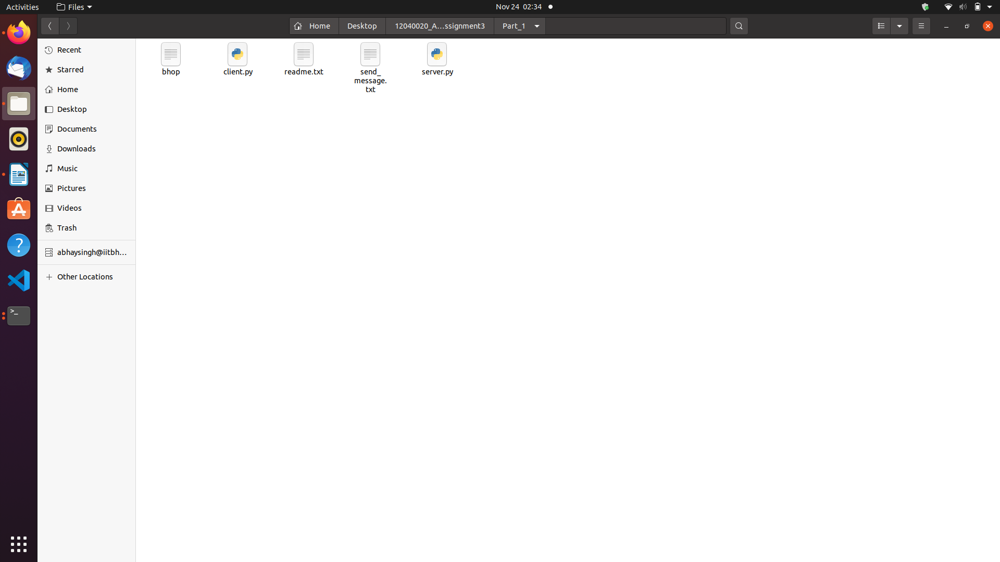 Activities
Files
Nov 24 02:34
Home
Desktop
12040020_A…ssignment3
Part_1
Recent
Starred
Home
Desktop
Documents
Downloads
Music
Pictures
Videos
Trash
abhaysingh@iitbh…
Other Locations
bhop
client.py
readme.txt
send_
message.
txt
server.py